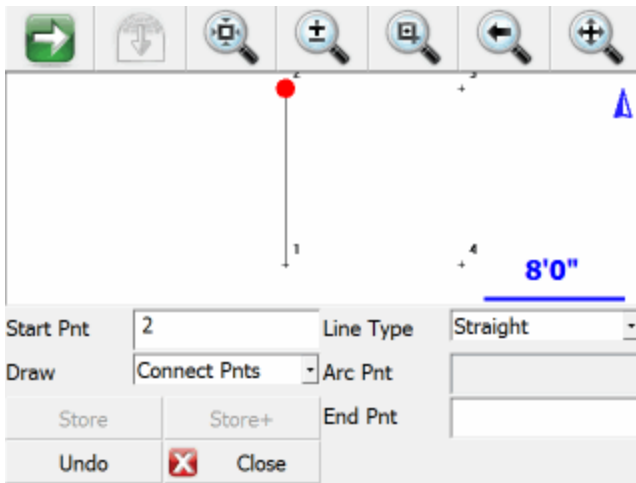 2 3
1 4
8'0"
Start Pnt 2 Line Type Straight
Draw Connect Pnts Arc Pnt
Store Store+ End Pnt
Undo Close